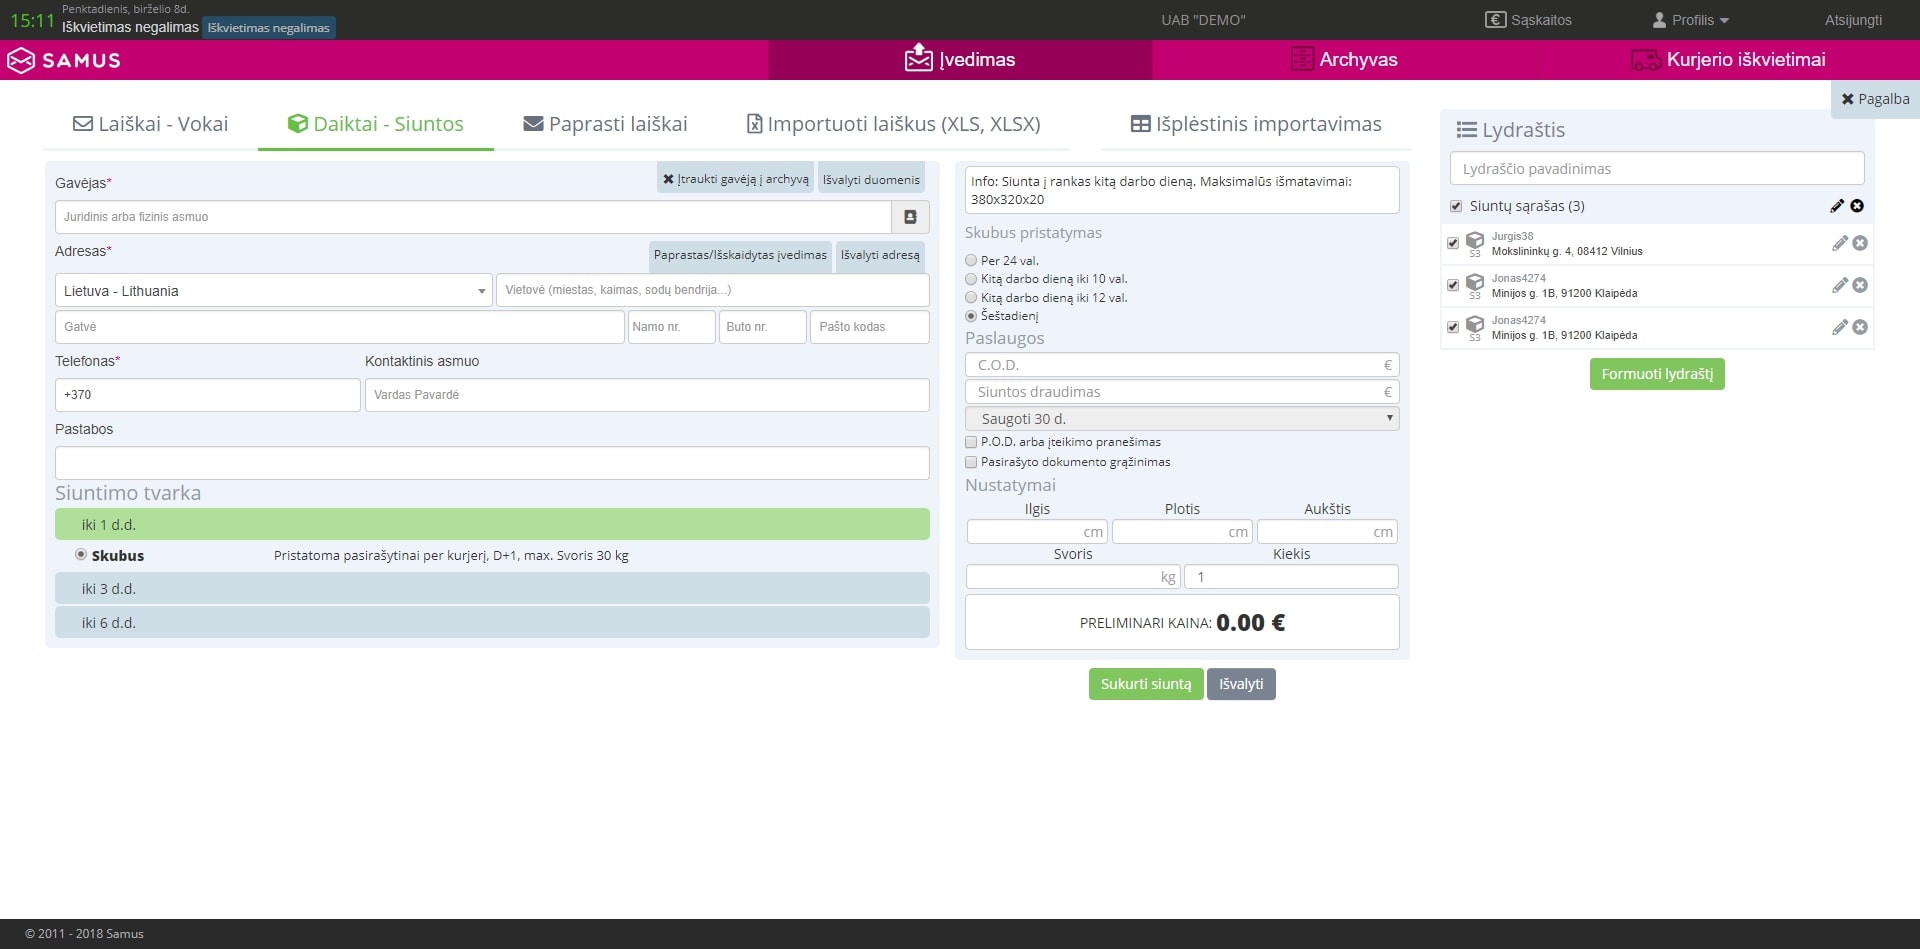 15:11
Penktadienis, birželio 8d.
Iškvietimas negalimas Iškvietimas negalimas
UAB "DEMO"
Sąskaitos
Profilis
Atsijungti
SAMUS
Įvedimas
Archyvas
Kurjerio iškvietimai
Pagalba
Laiškai - Vokai
Daiktai - Siuntos
Paprasti laiškai
Importuoti laiškus (XLS, XLSX)
Išplėstinis importavimas
Gavėjas*
Įtraukti gavėją į archyvą
Išvalyti duomenis
Juridinis arba fizinis asmuo
Adresas*
Paprastas/Išskaidytas įvedimas
Išvalyti adresą
Lietuva - Lithuania
Vietovė (miestas, kaimas, sodų bendrija...)
Gatvė
Namo nr.
Buto nr.
Pašto kodas
Telefonas*
Kontaktinis asmuo
+370
Vardas Pavardė
Pastabos
Siuntimo tvarka
iki 1 d.d.
Skubus
Pristatoma pasirašytinai per kurjerį, D+1, max. Svoris 30 kg
iki 3 d.d.
iki 6 d.d.
Info: Siunta į rankas kitą darbo dieną. Maksimalūs išmatavimai:
380x320x20
Skubus pristatymas
Per 24 val.
Kitą darbo dieną iki 10 val.
Kitą darbo dieną iki 12 val.
Šeštadienį
Paslaugos
C.O.D. €
Siuntos draudimas €
Saugoti 30 d.
P.O.D. arba įteikimo pranešimas
Pasirašyto dokumento grąžinimas
Nustatymai
Ilgis Plotis Aukštis
cm cm cm
Svoris Kiekis
kg 1
PRELIMINARI KAINA: 0.00 €
Sukurti siuntą Išvalyti
Lydraštis
Lydraščio pavadinimas
Siuntų sąrašas (3)
Jurgis38
S3 Mokslininkų g. 4, 08412 Vilnius
Jonas4274
S3 Minijos g. 1B, 91200 Klaipėda
Jonas4274
S3 Minijos g. 1B, 91200 Klaipėda
Formuoti lydraštį
© 2011 - 2018 Samus